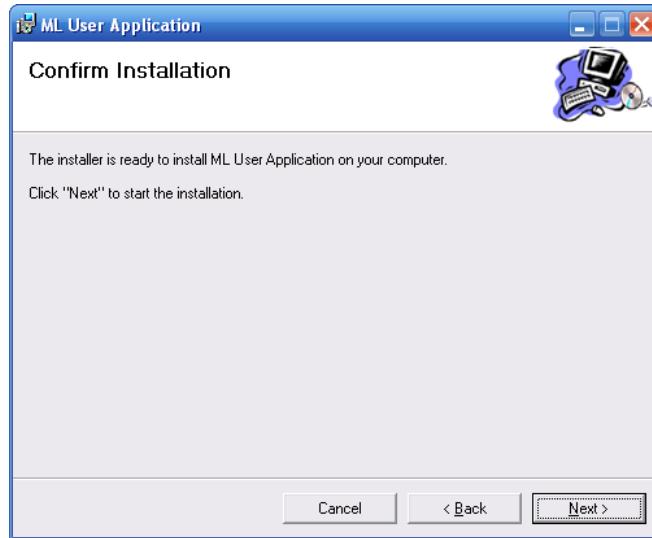 ML User Application
Confirm Installation
The installer is ready to install ML User Application on your computer.
Click "Next" to start the installation.
Cancel
< Back
Next >